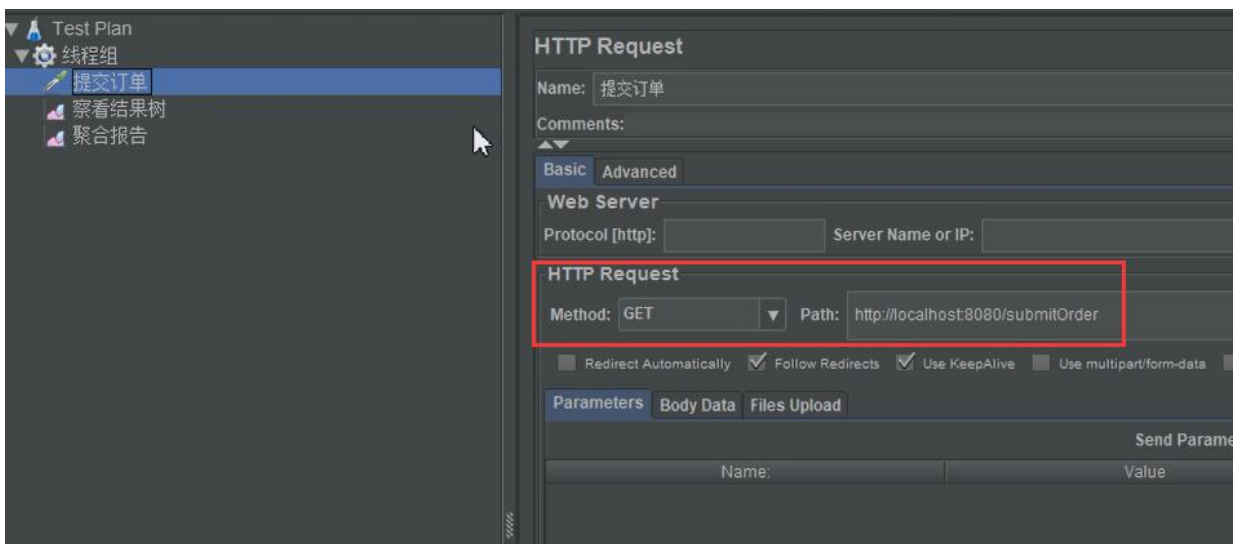 Test Plan
线程组
提交订单
察看结果树
聚合报告
HTTP Request
Name: 提交订单
Comments:
Basic Advanced
Web Server
Protocol [http]: Server Name or IP:
HTTP Request
Method: GET Path: http://localhost:8080/submitOrder
Redirect Automatically Follow Redirects Use KeepAlive Use multipart/form-data
Parameters Body Data Files Upload
Send Parame
Name: Value